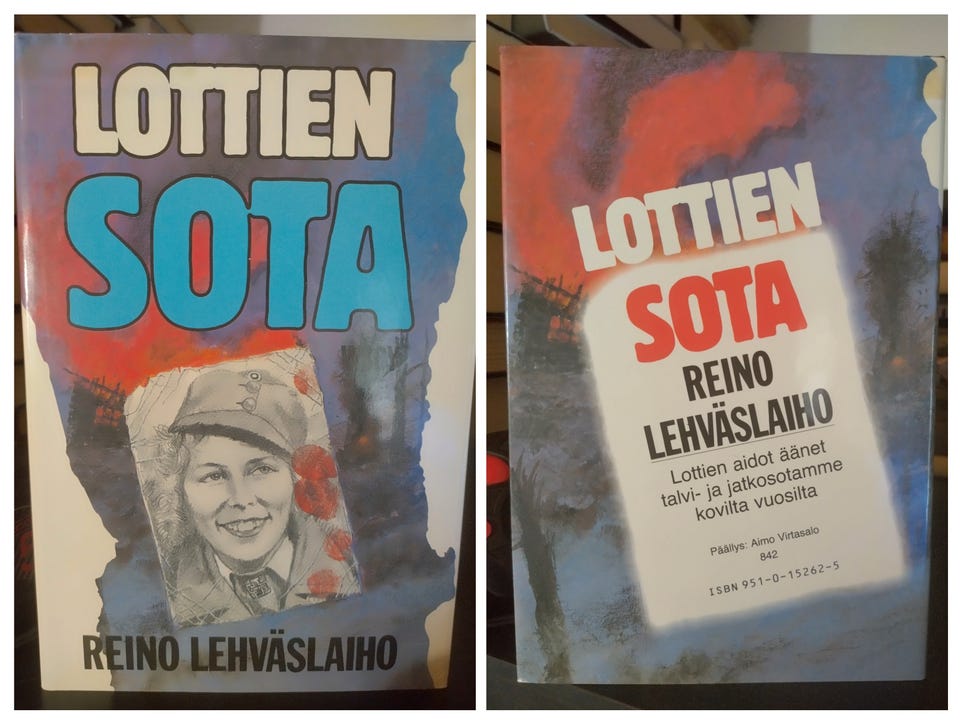 LOTTIEN
SOTA
REINO LEHVÄSLAIHO
LOTTIEN
SOTA
REINO
LEHVÄSLAIHO
Lottien aidot äänet
talvi- ja jatkosotamme
kovilta vuosilta
Päällys: Aimo Virtasalo
842
ISBN 951-0-15262-5